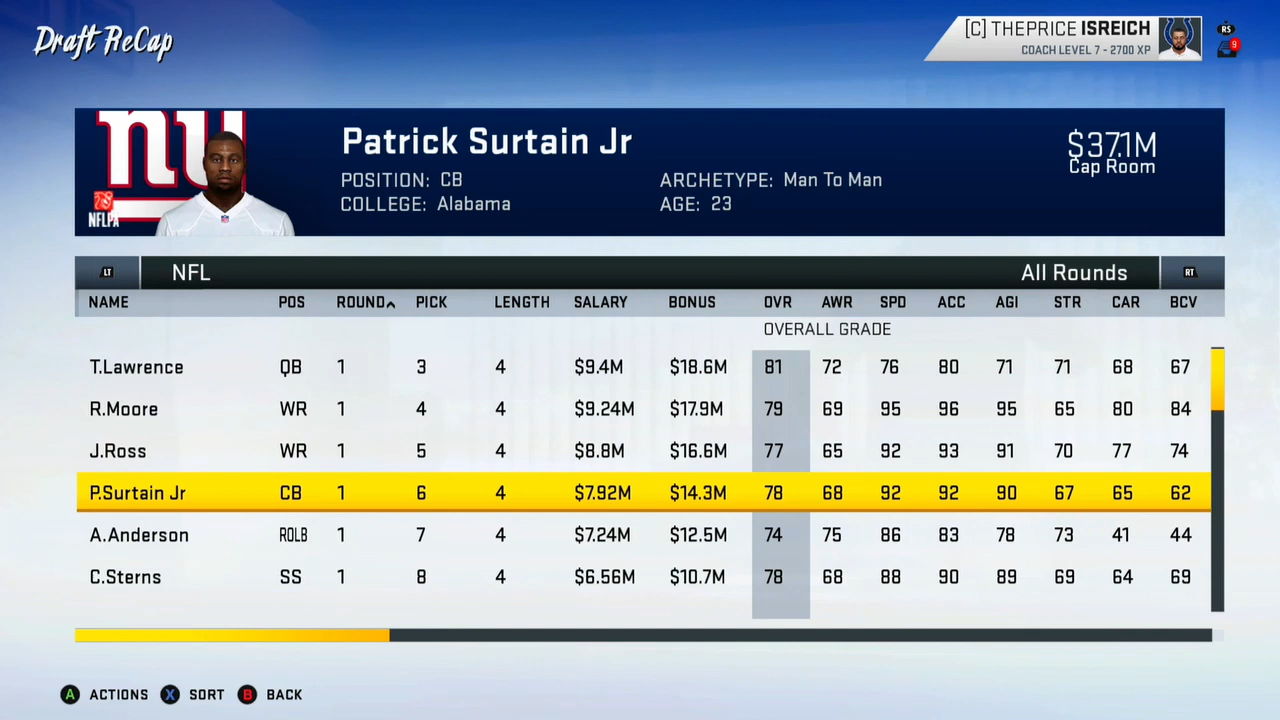 Draft ReCap
[C] THEPRICE ISREICH
COACH LEVEL 7 - 2700 XP
RS
9
ny
NFLPA
Patrick Surtain Jr
POSITION: CB
ARCHETYPE: Man To Man
COLLEGE: Alabama
AGE: 23
$37.1M
Cap Room
LT NFL All Rounds RT
NAME POS ROUND PICK LENGTH SALARY BONUS OVR AWR SPD ACC AGI STR CAR BCV
OVERALL GRADE
T.Lawrence QB 1 3 4 $9.4M $18.6M 81 72 76 80 71 71 68 67
R.Moore WR 1 4 4 $9.24M $17.9M 79 69 95 96 95 65 80 84
J.Ross WR 1 5 4 $8.8M $16.6M 77 65 92 93 91 70 77 74
P.Surtain Jr CB 1 6 4 $7.92M $14.3M 78 68 92 92 90 67 65 62
A.Anderson ROLB 1 7 4 $7.24M $12.5M 74 75 86 83 78 73 41 44
C.Sterns SS 1 8 4 $6.56M $10.7M 78 68 88 90 89 69 64 69
A ACTIONS X SORT B BACK